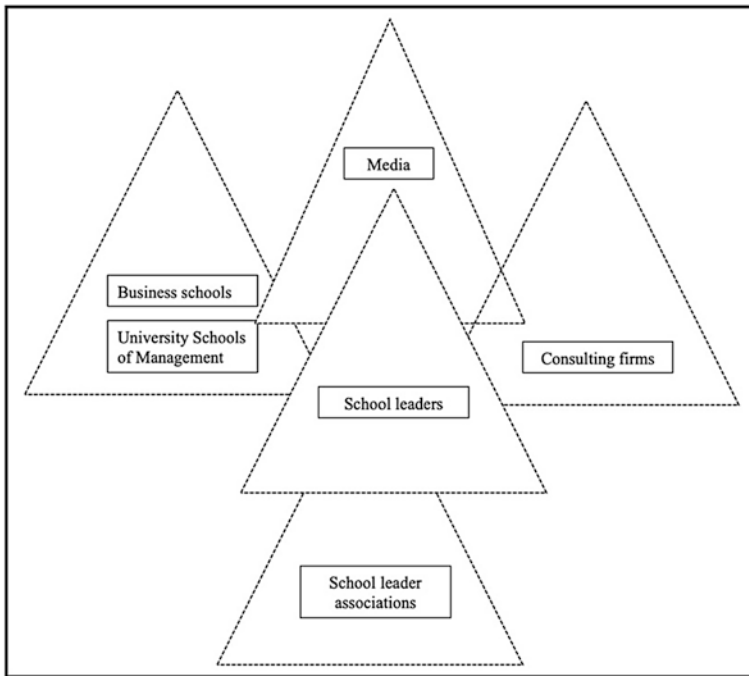 Media
Business schools
University Schools
of Management
Consulting firms
School leaders
School leader
associations